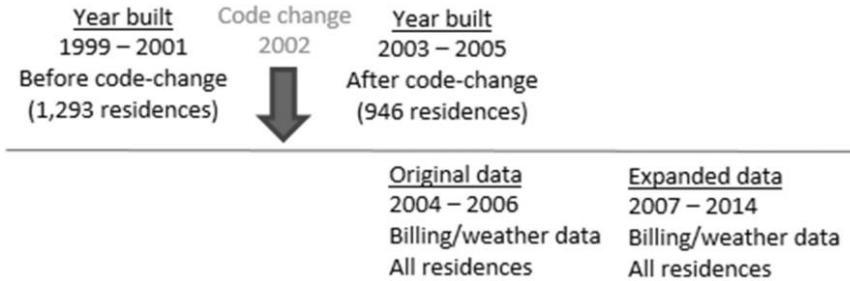 Year built
1999 – 2001
Before code-change
(1,293 residences)
Code change
2002
Year built
2003 – 2005
After code-change
(946 residences)
Original data
2004 – 2006
Billing/weather data
All residences
Expanded data
2007 – 2014
Billing/weather data
All residences